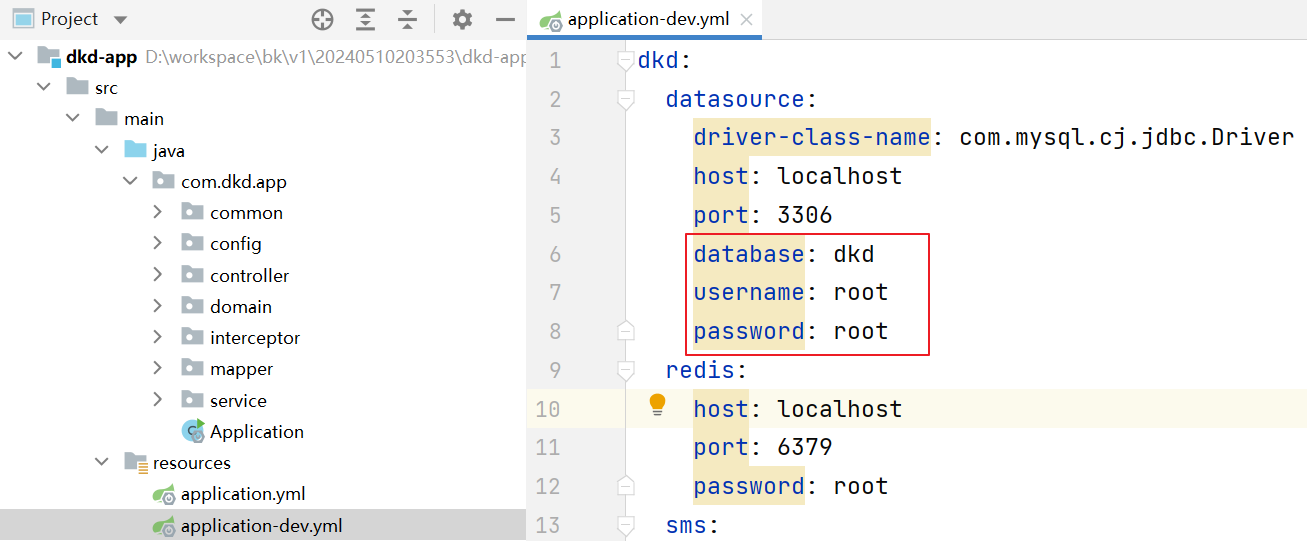 Project
dkd-app D:\workspace\bk\v1\20240510203553\dkd-app
src
main
java
com.dkd.app
common
config
controller
domain
interceptor
mapper
service
Application
resources
application.yml
application-dev.yml
application-dev.yml
1 dkd:
2 datasource:
3 driver-class-name: com.mysql.cj.jdbc.Driver
4 host: localhost
5 port: 3306
6 database: dkd
7 username: root
8 password: root
9 redis:
10 host: localhost
11 port: 6379
12 password: root
13 sms: